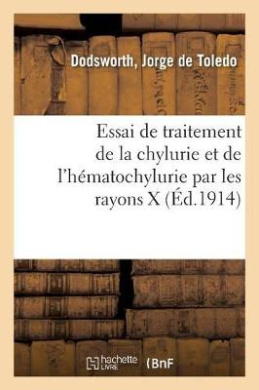 Dodsworth, Jorge de Toledo
Essai de traitement
de la chylurie et de
l'hématochylurie par les
rayons X (Éd.1914)
hachette
LIVRE
{BnF